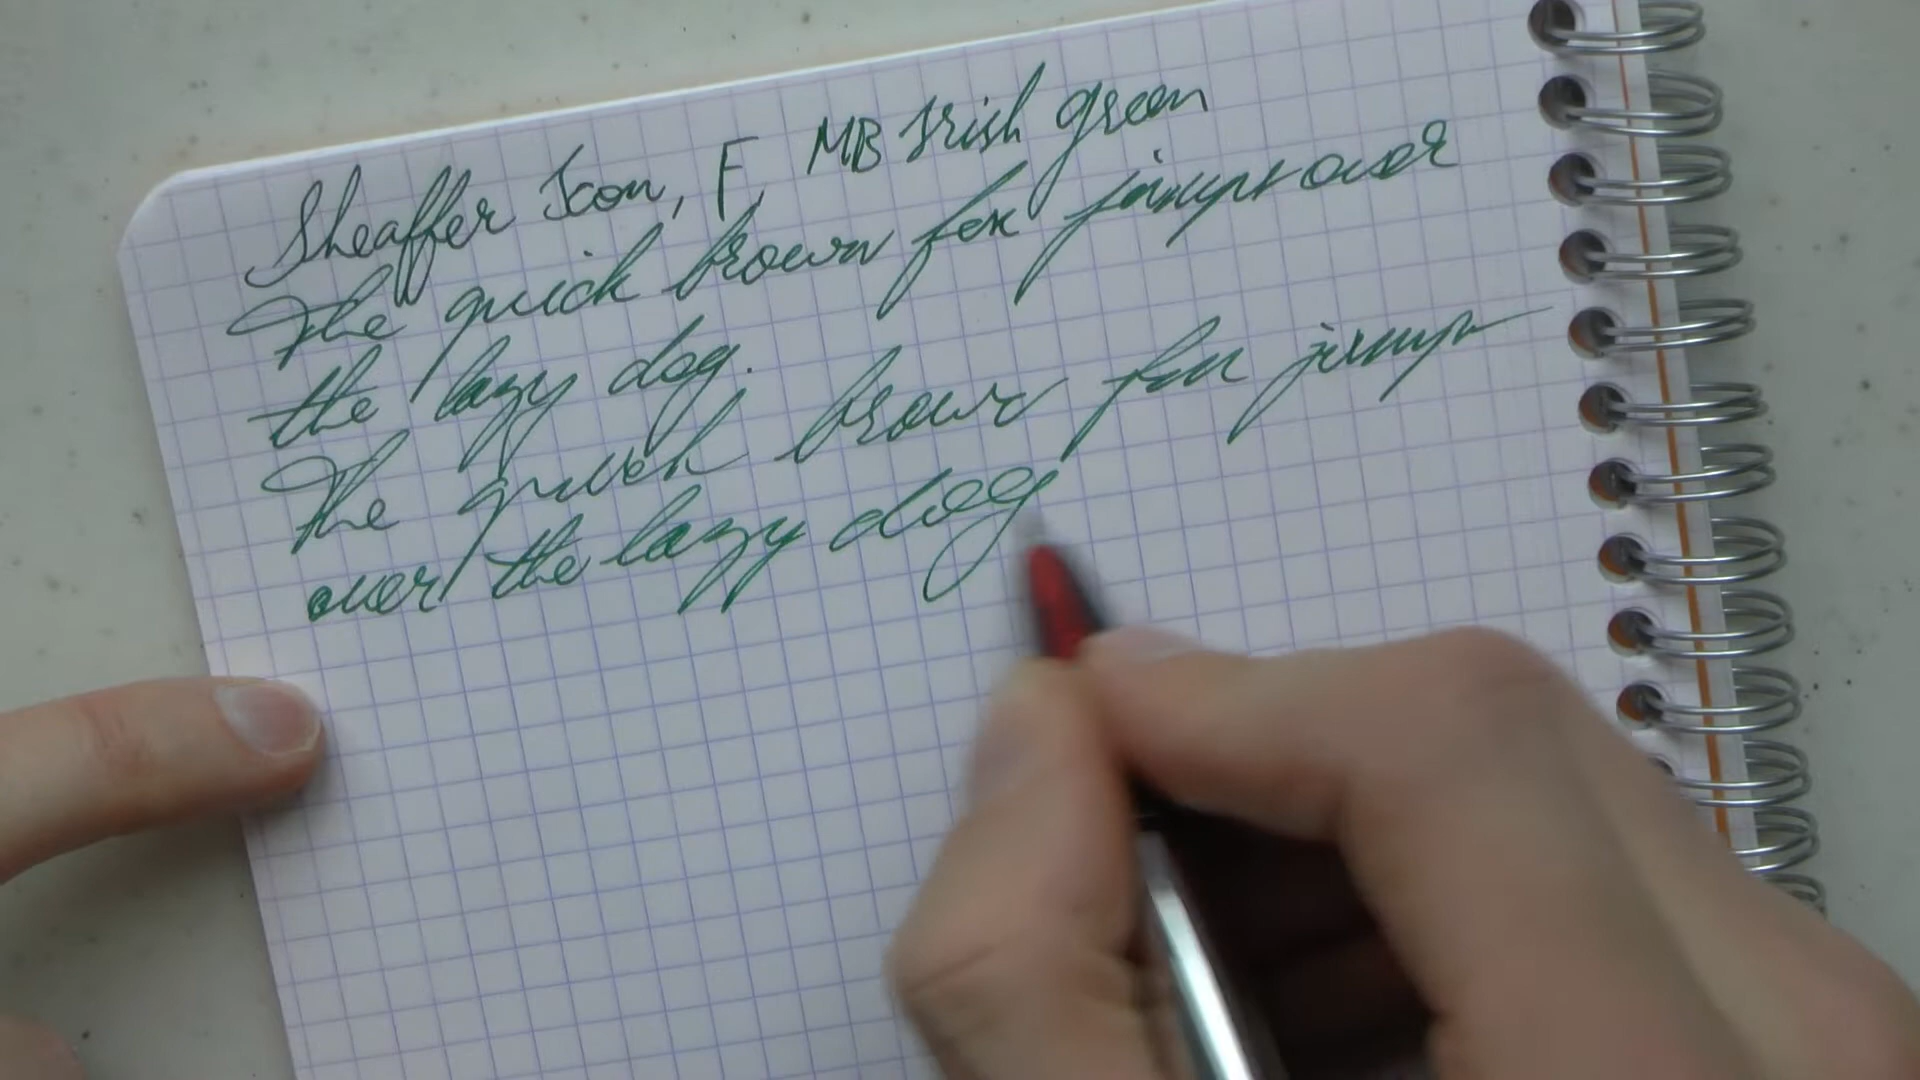 Sheaffer Icon, F, MB Irish green
The quick brown fox jumps over
the lazy dog.
The quick brown fox jump
over the lazy dog